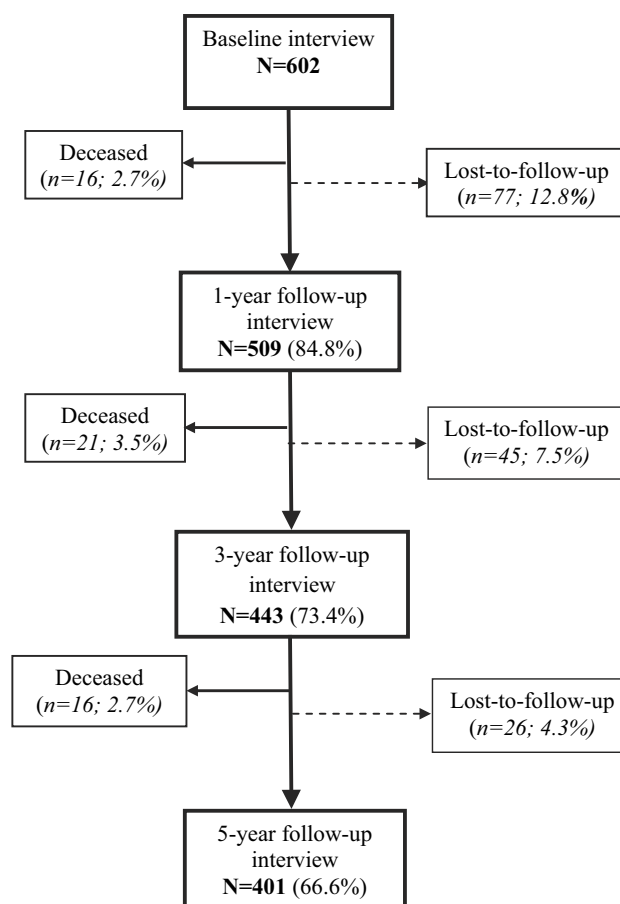 Baseline interview
N=602
Deceased
(n=16; 2.7%)
Lost-to-follow-up
(n=77; 12.8%)
1-year follow-up
interview
N=509 (84.8%)
Deceased
(n=21; 3.5%)
Lost-to-follow-up
(n=45; 7.5%)
3-year follow-up
interview
N=443 (73.4%)
Deceased
(n=16; 2.7%)
Lost-to-follow-up
(n=26; 4.3%)
5-year follow-up
interview
N=401 (66.6%)